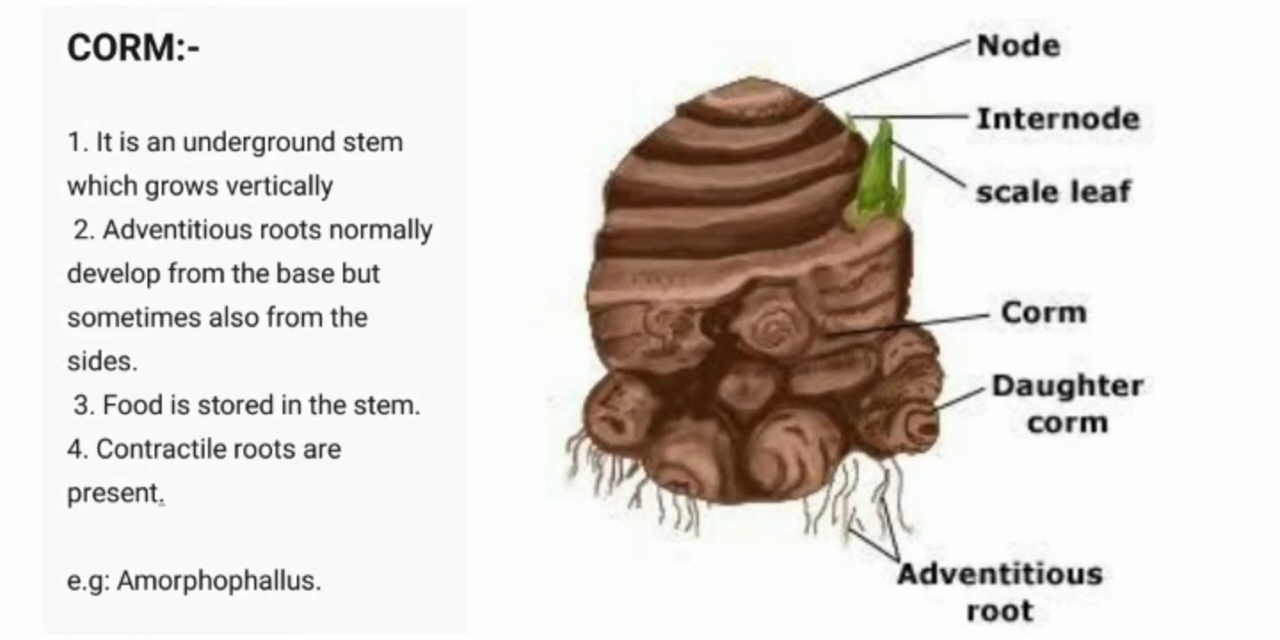 CORM:-
1. It is an underground stem
which grows vertically
2. Adventitious roots normally
develop from the base but
sometimes also from the
sides.
3. Food is stored in the stem.
4. Contractile roots are
present.
e.g: Amorphophallus.
Node
Internode
scale leaf
Corm
Daughter
corm
Adventitious
root